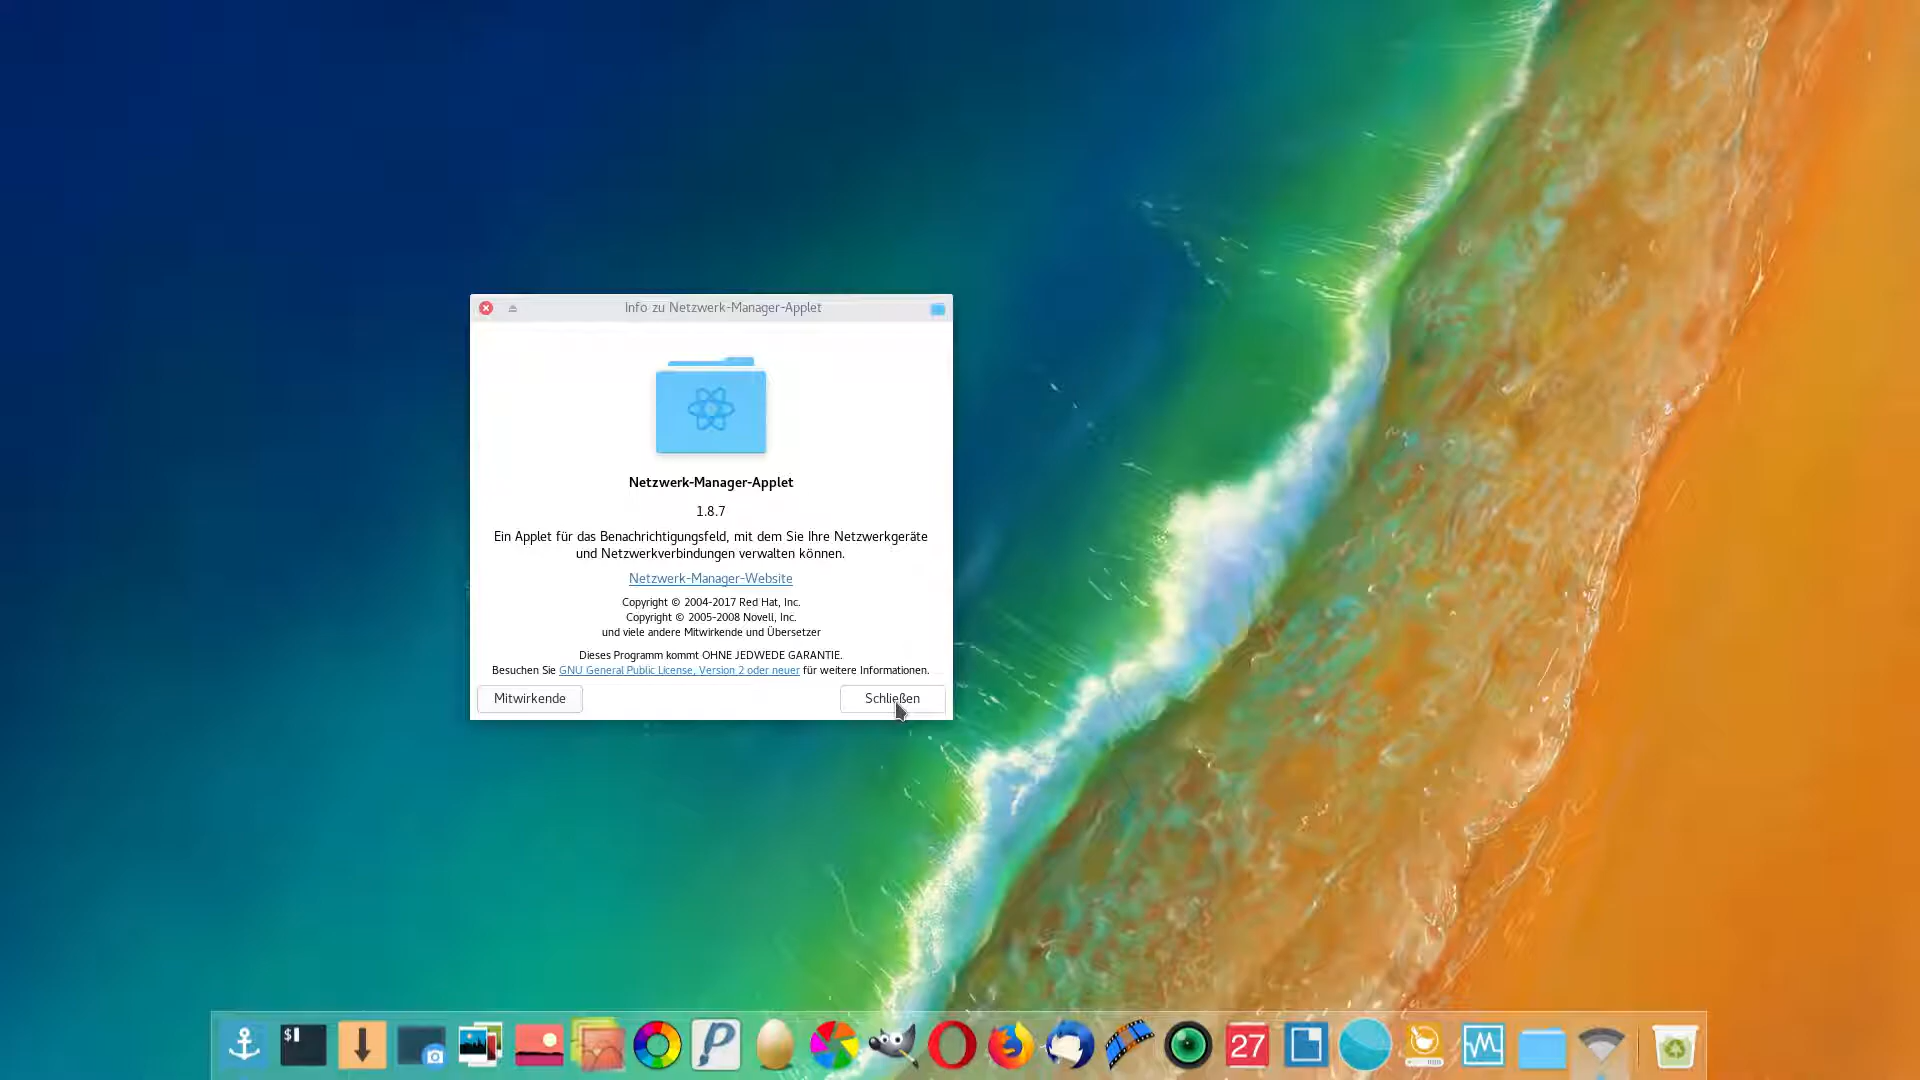 Info zu Netzwerk-Manager-Applet
Netzwerk-Manager-Applet
1.8.7
Ein Applet für das Benachrichtigungsfeld, mit dem Sie Ihre Netzwerkgeräte
und Netzwerkverbindungen verwalten können.
Netzwerk-Manager-Website
Copyright © 2004-2017 Red Hat, Inc.
Copyright © 2005-2008 Novell, Inc.
und viele andere Mitwirkende und Übersetzer
Dieses Programm kommt OHNE JEDWEDE GARANTIE.
Besuchen Sie GNU General Public License, Version 2 oder neuer für weitere Informationen.
Mitwirkende
Schließen
$
27